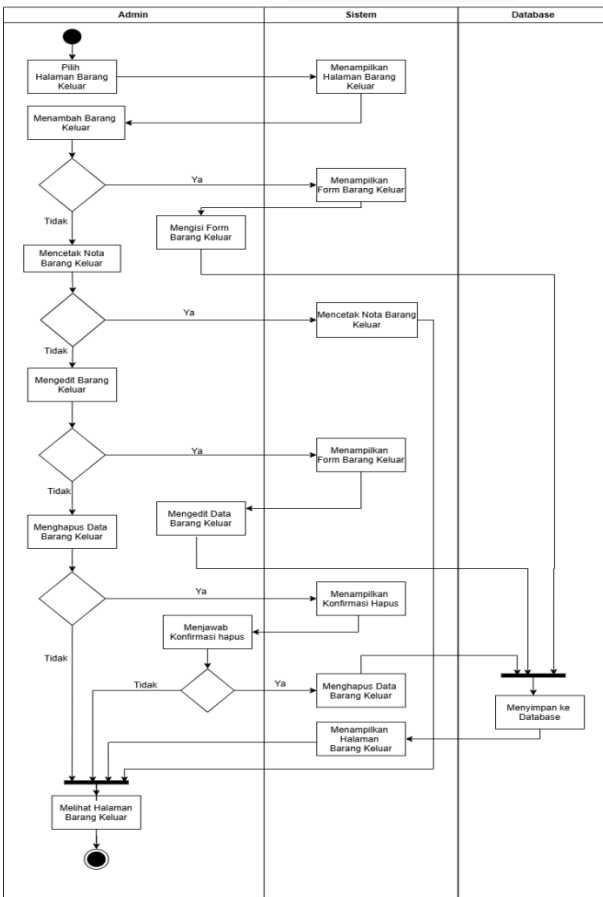 Admin
Sistem
Database
Pilih
Halaman Barang
Keluar
Menampilkan
Halaman Barang
Keluar
Menambah Barang
Keluar
Ya
Menampilkan
Form Barang Keluar
Tidak
Mengisi Form
Barang Keluar
Mencetak Nota
Barang Keluar
Ya
Mencetak Nota Barang
Keluar
Tidak
Mengedit Barang
Keluar
Ya
Menampilkan
Form Barang Keluar
Tidak
Mengedit Data
Barang Keluar
Menghapus Data
Barang Keluar
Ya
Menampilkan
Konfirmasi Hapus
Menjawab
Konfirmasi hapus
Tidak
Tidak
Ya
Menghapus Data
Barang Keluar
Menyimpan ke
Database
Menampilkan
Halaman
Barang Keluar
Melihat Halaman
Barang Keluar